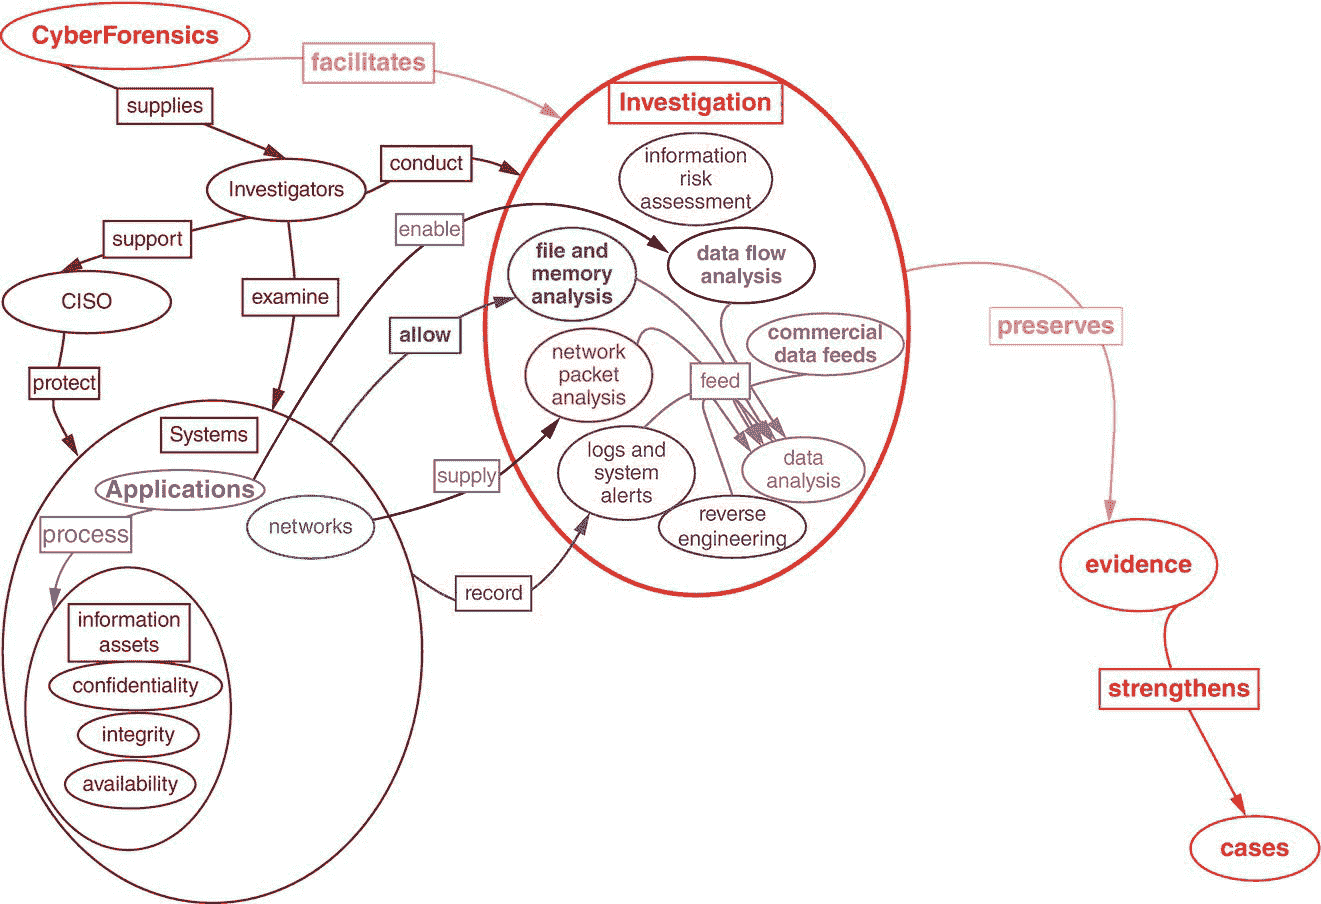 CyberForensics
facilitates
supplies
Investigation
Investigators
conduct
information
risk
assessment
support
enable
file and
memory
analysis
data flow
analysis
CISO
examine
allow
preserves
commercial
data feeds
protect
network
packet
analysis
feed
Systems
logs and
system
alerts
data
analysis
Applications
supply
networks
reverse
engineering
process
record
evidence
information
assets
confidentiality
strengthens
integrity
availability
cases